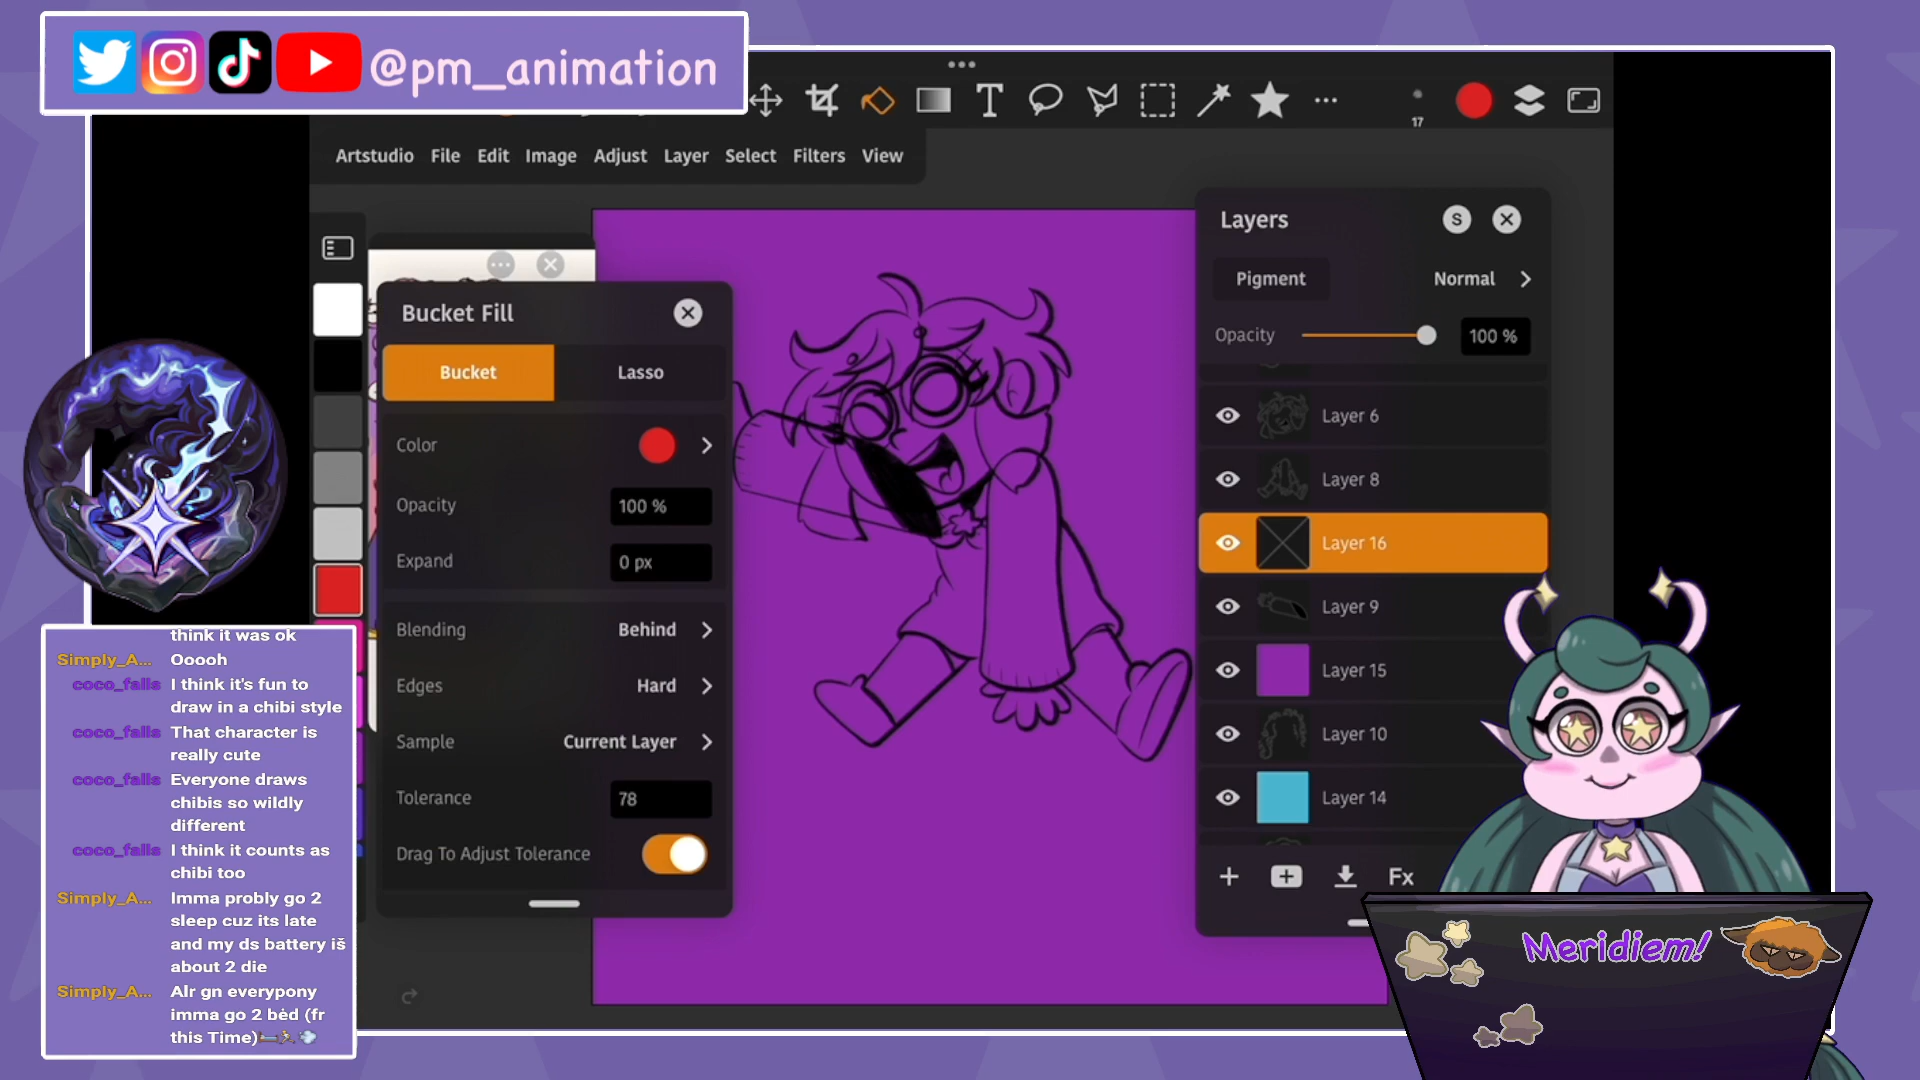 @pm_animation
T
17
Artstudio File Edit Image Adjust Layer Select Filters View
Layers S
Pigment Normal
Opacity 100 %
Layer 6
Layer 8
Layer 16
Layer 9
Layer 15
Layer 10
Layer 14
Fx
Bucket Fill
Bucket Lasso
Color
Opacity 100 %
Expand 0 px
Blending Behind
Edges Hard
Sample Current Layer
Tolerance 78
Drag To Adjust Tolerance
think it was ok
Simply_A... Ooooh
coco_falls I think it's fun to
draw in a chibi style
coco_falls That character is
really cute
coco_falls Everyone draws
chibis so wildly
different
coco_falls I think it counts as
chibi too
Simply_A... Imma probly go 2
sleep cuz its late
and my ds battery iš
about 2 die
Simply_A... Alr gn everypony
imma go 2 bėd (fr
this Time)🛏️🏃💨
Meridiem!